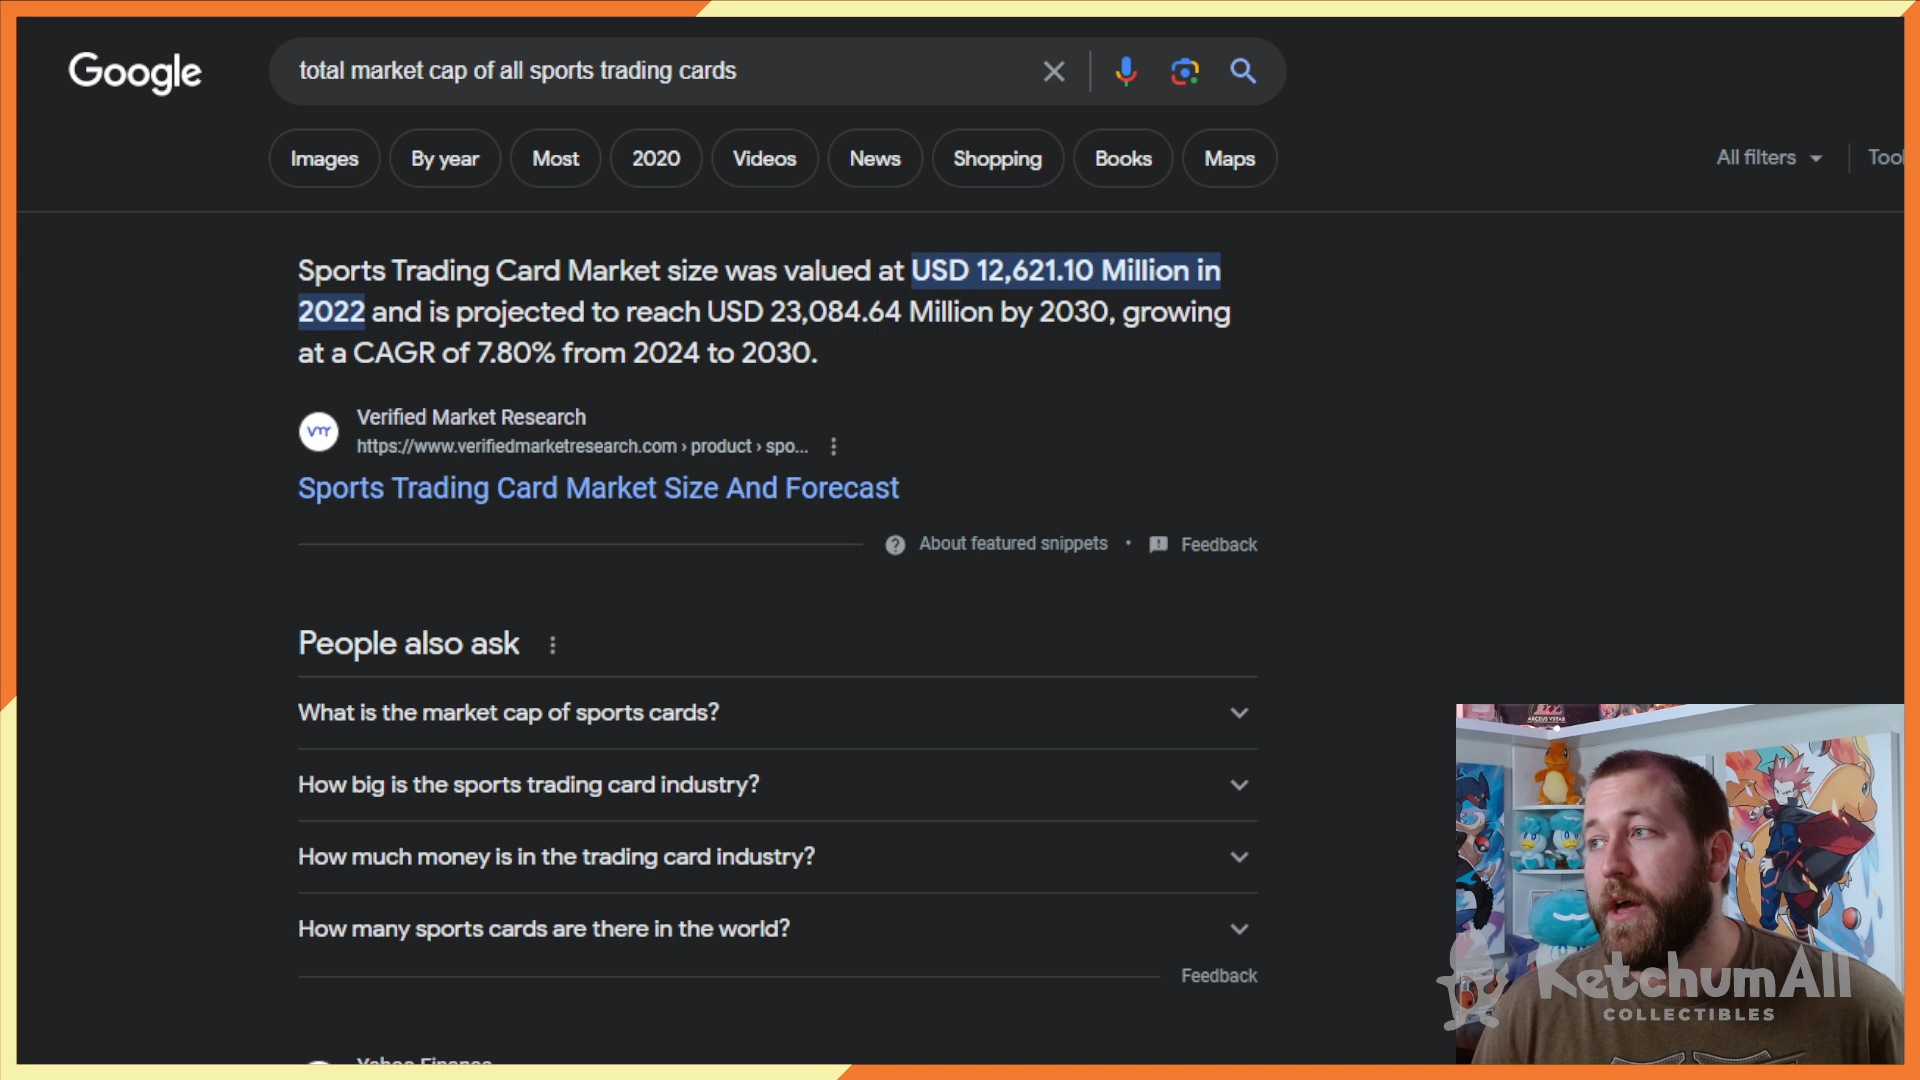 Google
total market cap of all sports trading cards
Images
By year
Most
2020
Videos
News
Shopping
Books
Maps
All filters
Tool
Sports Trading Card Market size was valued at USD 12,621.10 Million in
2022 and is projected to reach USD 23,084.64 Million by 2030, growing
at a CAGR of 7.80% from 2024 to 2030.
vmr
Verified Market Research
https://www.verifiedmarketresearch.com › product › spo...
Sports Trading Card Market Size And Forecast
About featured snippets • Feedback
People also ask
What is the market cap of sports cards?
How big is the sports trading card industry?
How much money is in the trading card industry?
How many sports cards are there in the world?
Feedback
Yahoo Finance
ARCEUS VSTAR
KetchumAll
COLLECTIBLES